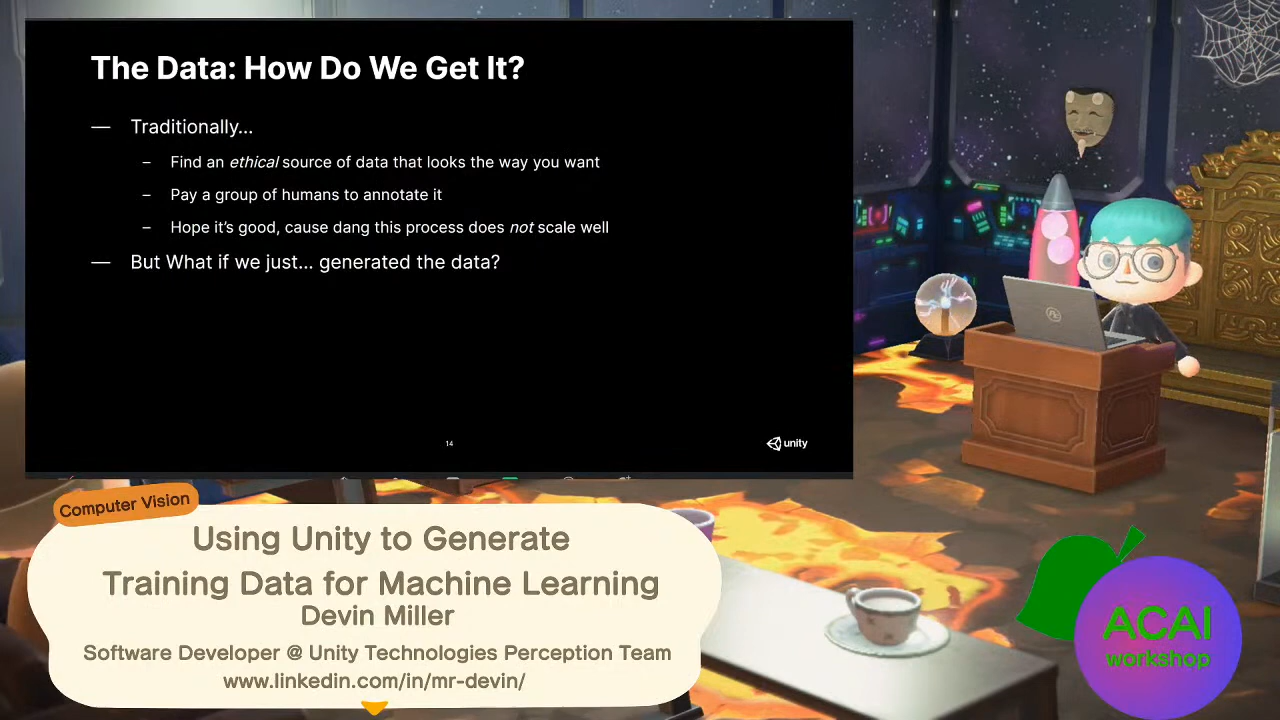 The Data: How Do We Get It?
— Traditionally...
– Find an ethical source of data that looks the way you want
– Pay a group of humans to annotate it
– Hope it's good, cause dang this process does not scale well
— But What if we just... generated the data?
14
unity
Computer Vision
Using Unity to Generate
Training Data for Machine Learning
Devin Miller
Software Developer @ Unity Technologies Perception Team
www.linkedin.com/in/mr-devin/
ACAI
workshop